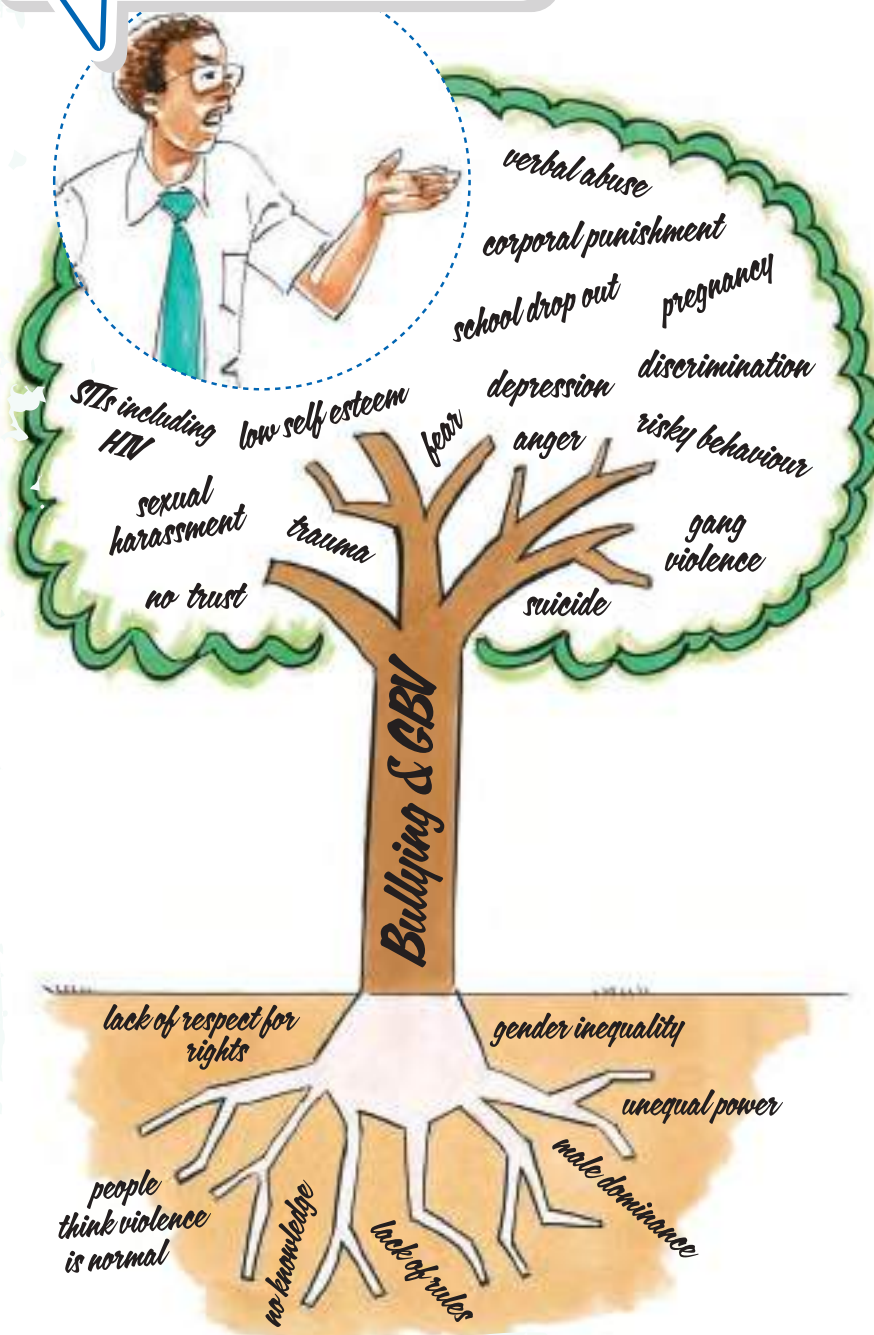 verbal abuse
corporal punishment
school drop out
pregnancy
discrimination
depression
STIs including
HIV
low self esteem
fear
anger
risky behaviour
sexual
harassment
trauma
gang
violence
no trust
suicide
Bullying & GBV
lack of respect for
rights
gender inequality
unequal power
male dominance
people
think violence
is normal
no knowledge
lack of rules